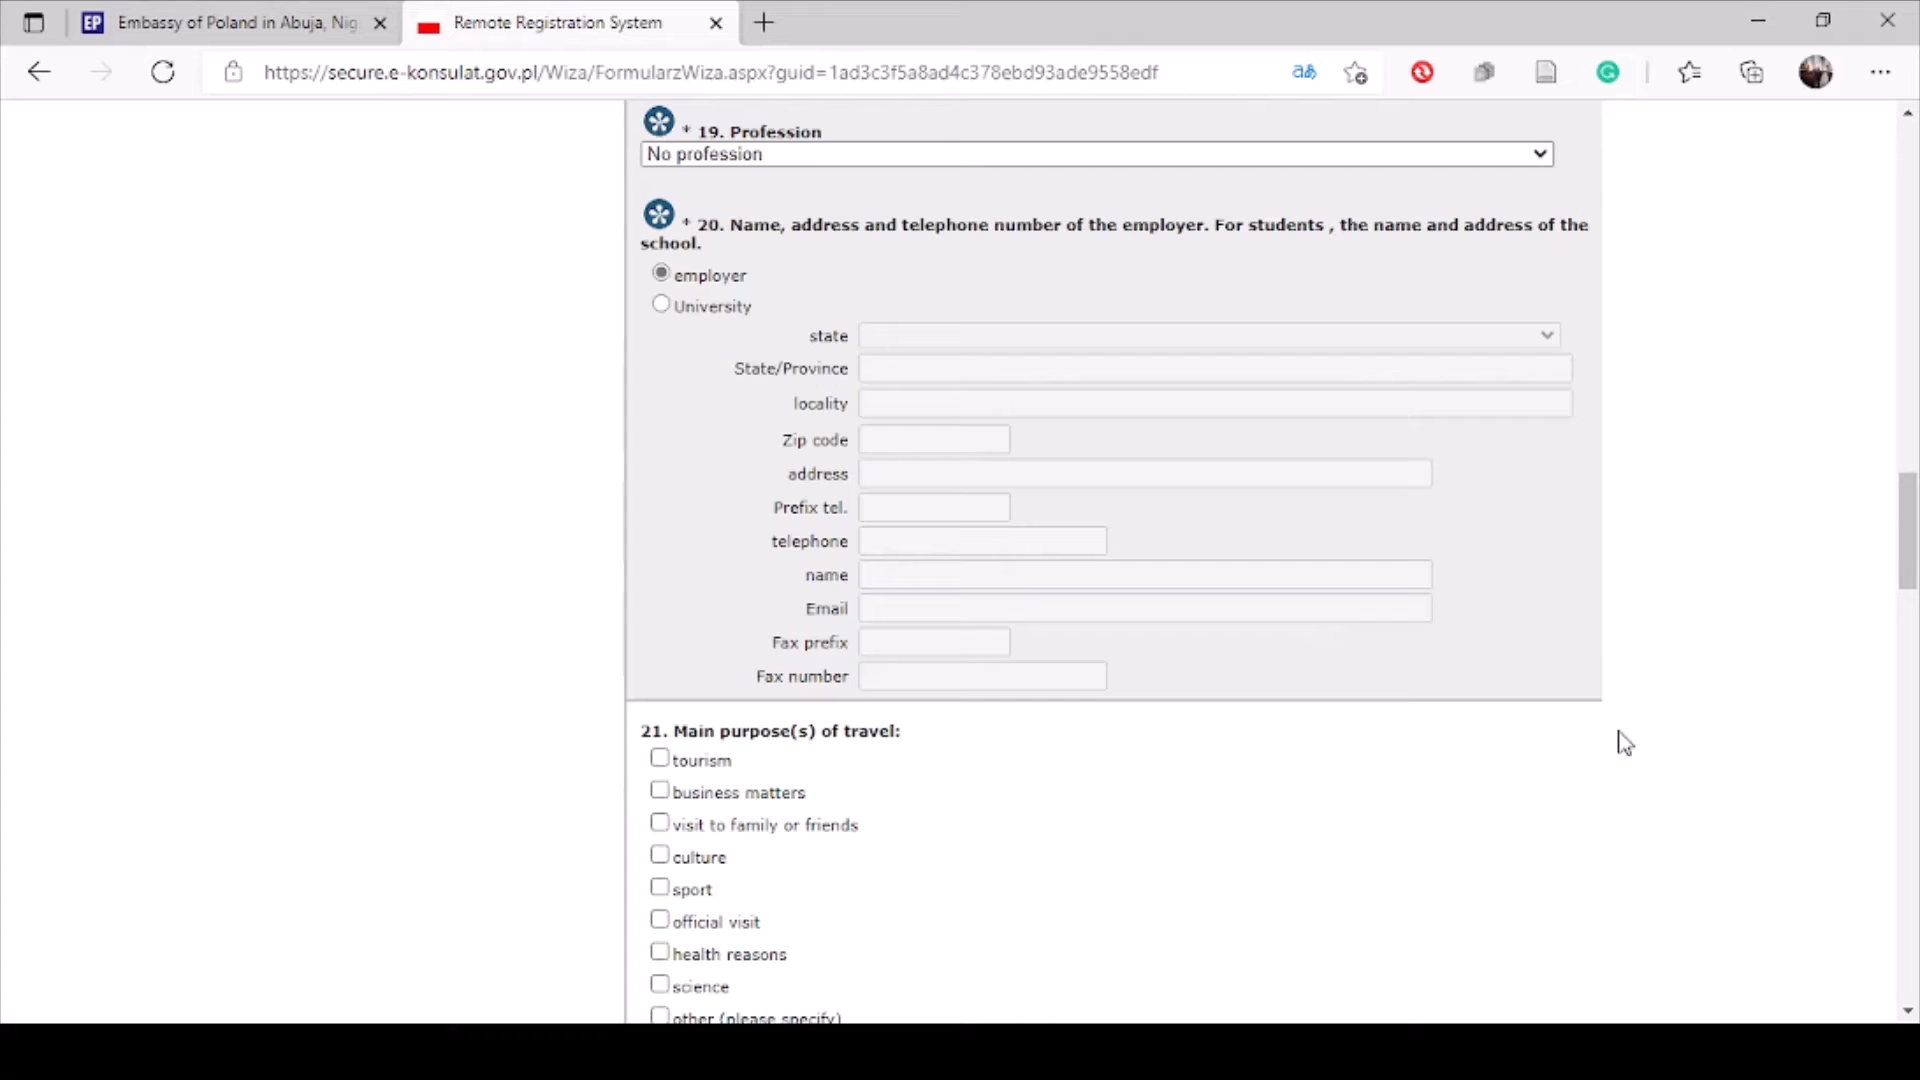 EP Embassy of Poland in Abuja, Nig
Remote Registration System
https://secure.e-konsulat.gov.pl/Wiza/FormularzWiza.aspx?guid=1ad3c3f5a8ad4c378ebd93ade9558edf
* 19. Profession
No profession
* 20. Name, address and telephone number of the employer. For students , the name and address of the
school.
employer
University
state
State/Province
locality
Zip code
address
Prefix tel.
telephone
name
Email
Fax prefix
Fax number
21. Main purpose(s) of travel:
tourism
business matters
visit to family or friends
culture
sport
official visit
health reasons
science
other (please specify)